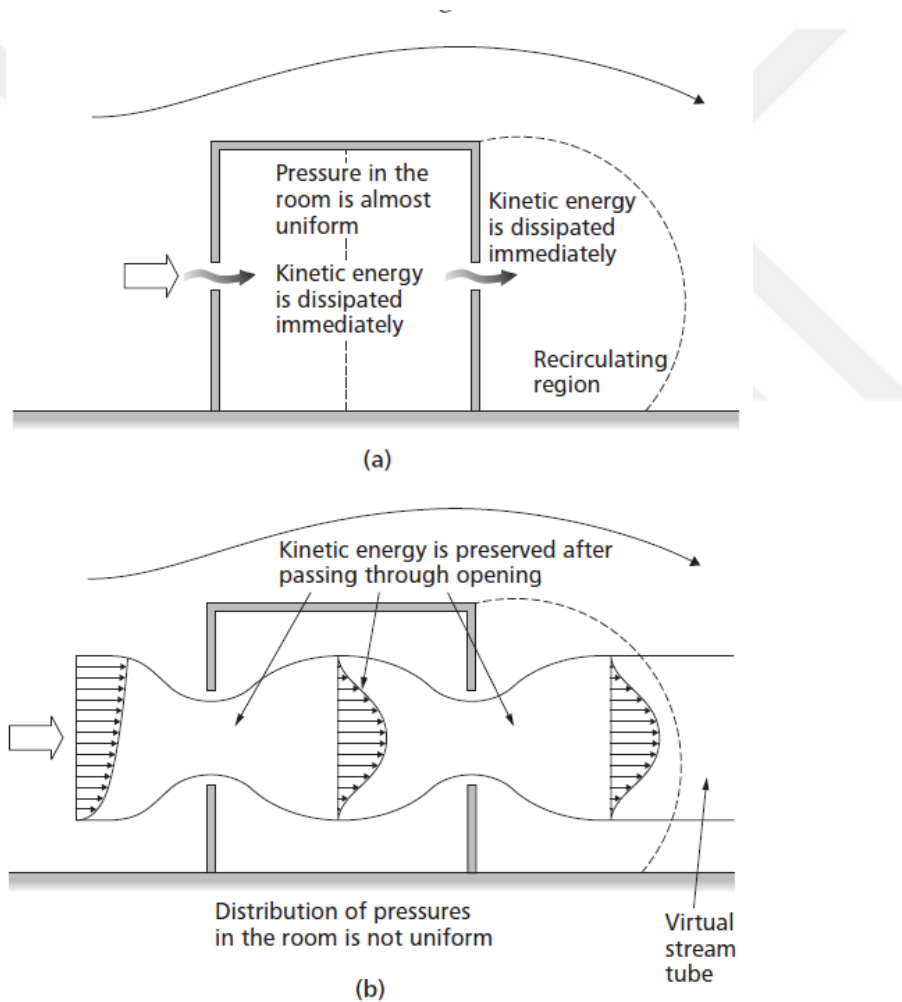 Pressure in the
room is almost
uniform
Kinetic energy
is dissipated
immediately
Kinetic energy
is dissipated
immediately
Recirculating
region
(a)
Kinetic energy is preserved after
passing through opening
Distribution of pressures
in the room is not uniform
Virtual
stream
tube
(b)